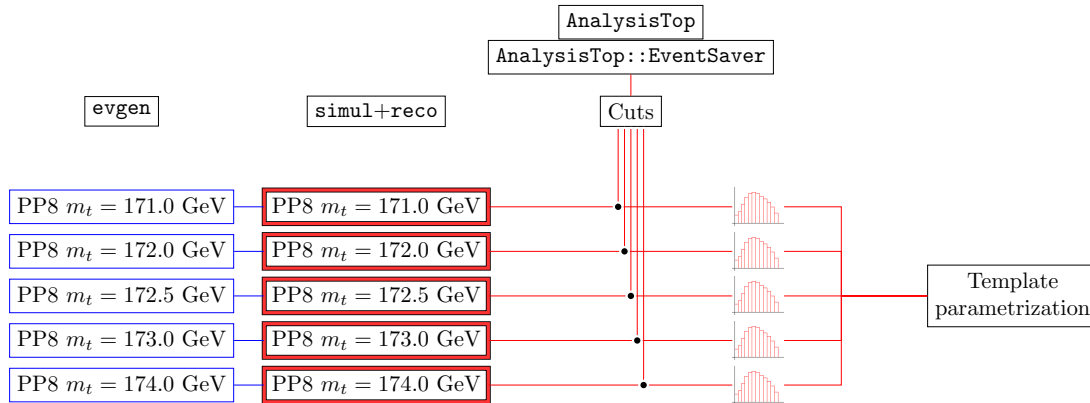 AnalysisTop
AnalysisTop::EventSaver
evgen
simul+reco
Cuts
PP8 m_t = 171.0 GeV
PP8 m_t = 171.0 GeV
PP8 m_t = 172.0 GeV
PP8 m_t = 172.0 GeV
PP8 m_t = 172.5 GeV
PP8 m_t = 172.5 GeV
PP8 m_t = 173.0 GeV
PP8 m_t = 173.0 GeV
PP8 m_t = 174.0 GeV
PP8 m_t = 174.0 GeV
Template
parametrization